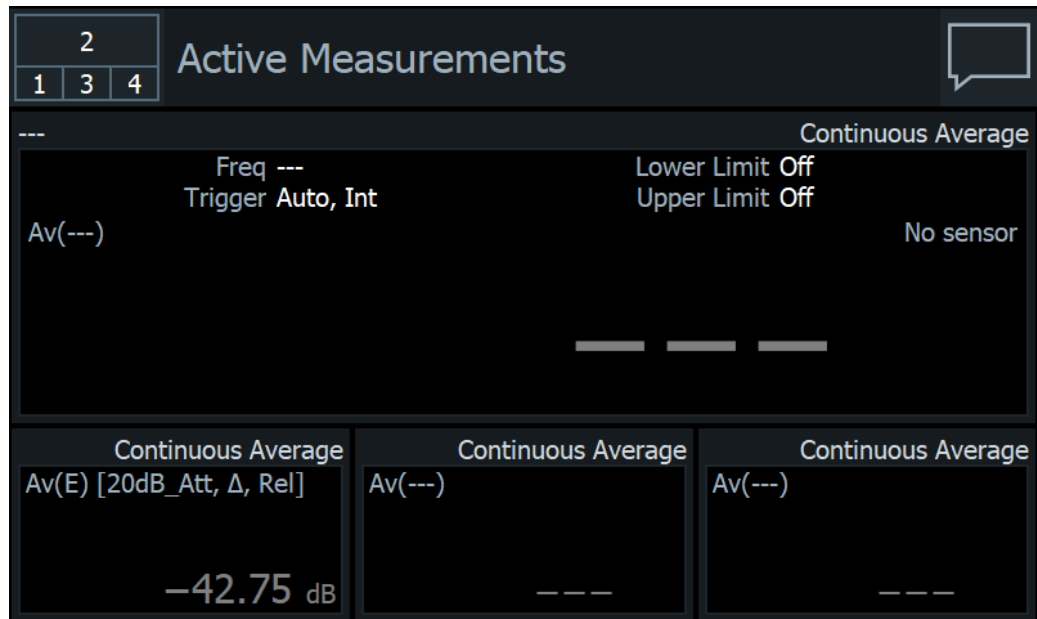 2
1 3 4
Active Measurements
---
Continuous Average
Freq ---
Lower Limit Off
Trigger Auto, Int
Upper Limit Off
Av(---)
No sensor
– – –
Continuous Average
Av(E) [20dB_Att, Δ, Rel]
−42.75 dB
Continuous Average
Av(---)
– – –
Continuous Average
Av(---)
– – –